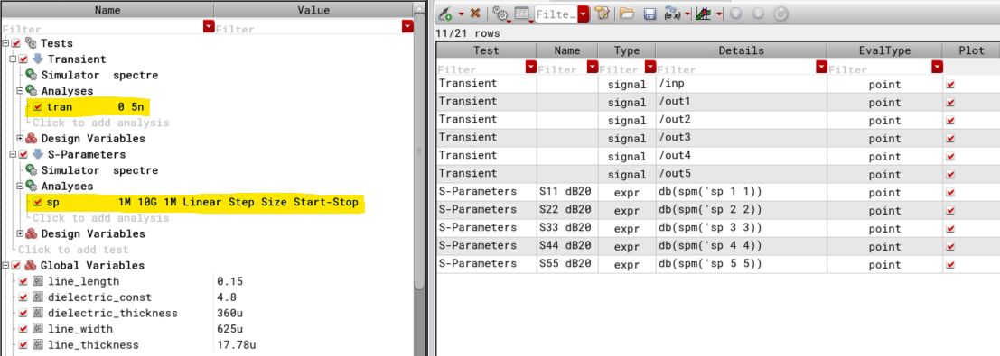 Name Value
Filter Filter
Tests
Transient
Simulator spectre
Analyses
tran 0 5n
Click to add analysis
Design Variables
S-Parameters
Simulator spectre
Analyses
sp 1M 10G 1M Linear Step Size Start-Stop
Click to add analysis
Design Variables
Click to add test
Global Variables
line_length 0.15
dielectric_const 4.8
dielectric_thickness 360u
line_width 625u
line_thickness 17.78u
Filte...
11/21 rows
Test Name Type Details EvalType Plot
Filter Filter Filter Filter Filter
Transient signal /inp point
Transient signal /out1 point
Transient signal /out2 point
Transient signal /out3 point
Transient signal /out4 point
Transient signal /out5 point
S-Parameters S11 dB20 expr db(spm('sp 1 1)) point
S-Parameters S22 dB20 expr db(spm('sp 2 2)) point
S-Parameters S33 dB20 expr db(spm('sp 3 3)) point
S-Parameters S44 dB20 expr db(spm('sp 4 4)) point
S-Parameters S55 dB20 expr db(spm('sp 5 5)) point